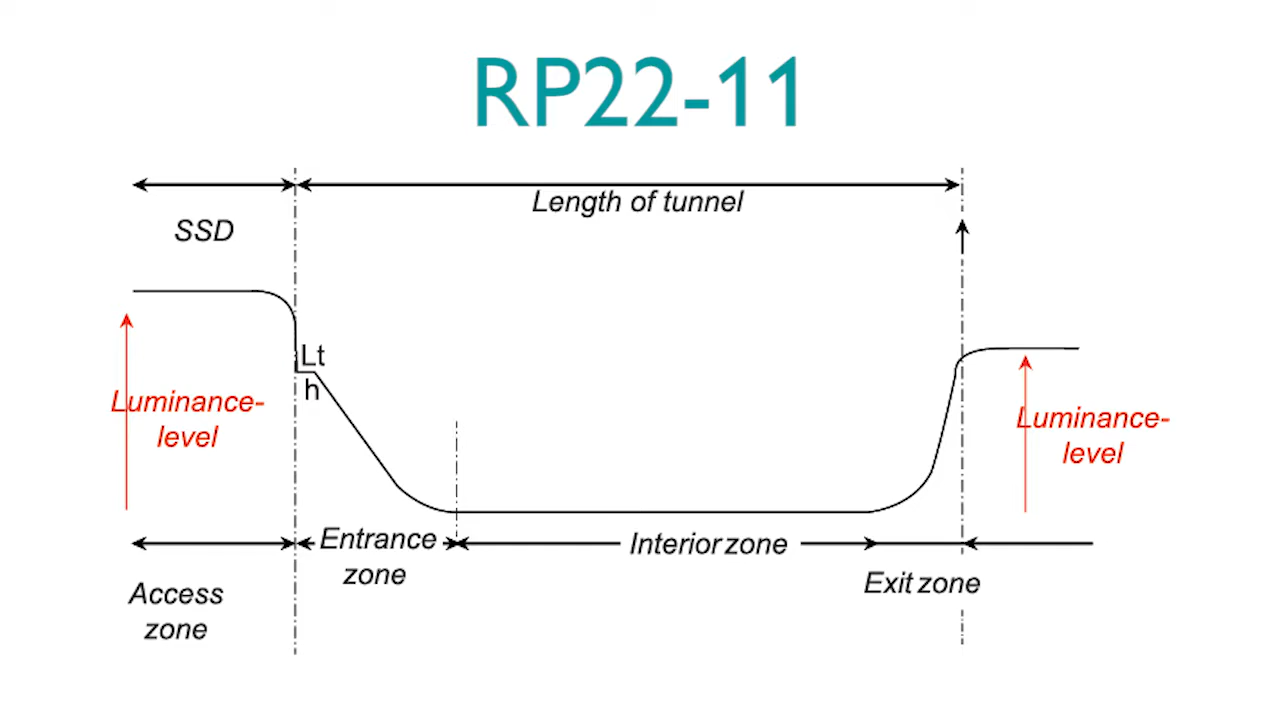 RP22-11
Length of tunnel
SSD
Lt
h
Luminance-
level
Luminance-
level
Entrance
zone
Interior zone
Exit zone
Access
zone